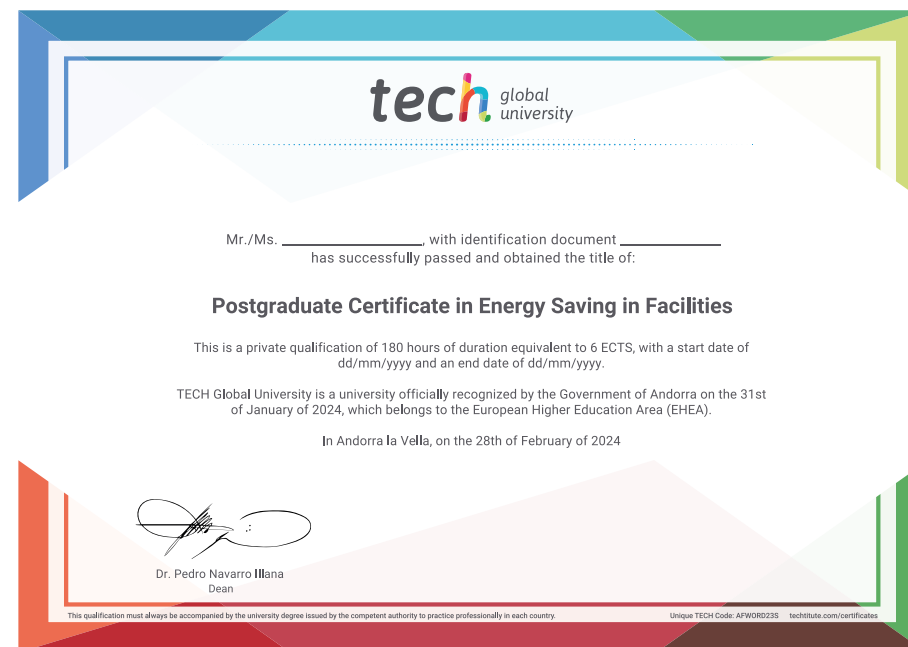 tech global university
Mr./Ms. ____________, with identification document ____________
has successfully passed and obtained the title of:
Postgraduate Certificate in Energy Saving in Facilities
This is a private qualification of 180 hours of duration equivalent to 6 ECTS, with a start date of
dd/mm/yyyy and an end date of dd/mm/yyyy.
TECH Global University is a university officially recognized by the Government of Andorra on the 31st
of January of 2024, which belongs to the European Higher Education Area (EHEA).
In Andorra la Vella, on the 28th of February of 2024
Dr. Pedro Navarro Illana
Dean
This qualification must always be accompanied by the university degree issued by the competent authority to practice professionally in each country.
Unique TECH Code: AFWORD23S techtitute.com/certificates